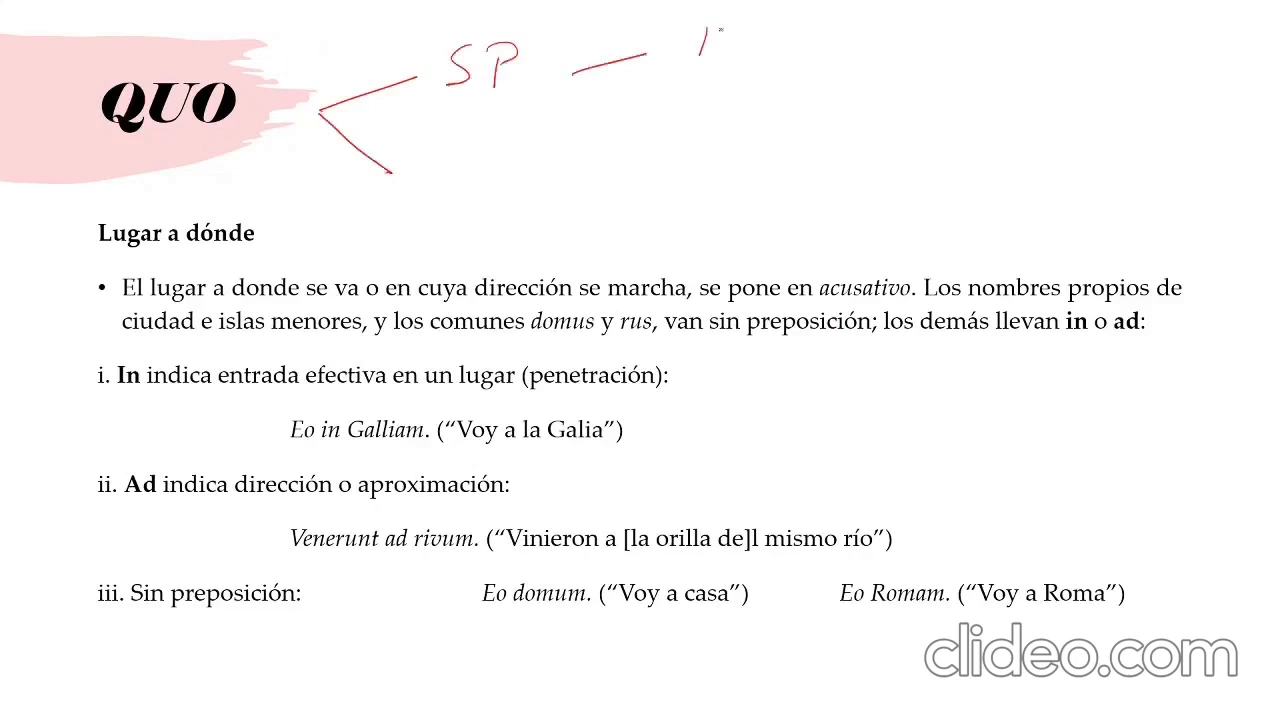 QUO
SP
Lugar a dónde
• El lugar a donde se va o en cuya dirección se marcha, se pone en acusativo. Los nombres propios de
ciudad e islas menores, y los comunes domus y rus, van sin preposición; los demás llevan in o ad:
i. In indica entrada efectiva en un lugar (penetración):
Eo in Galliam. (“Voy a la Galia”)
ii. Ad indica dirección o aproximación:
Venerunt ad rivum. (“Vinieron a [la orilla de]l mismo río”)
iii. Sin preposición: Eo domum. (“Voy a casa”) Eo Romam. (“Voy a Roma”)
clideo.com